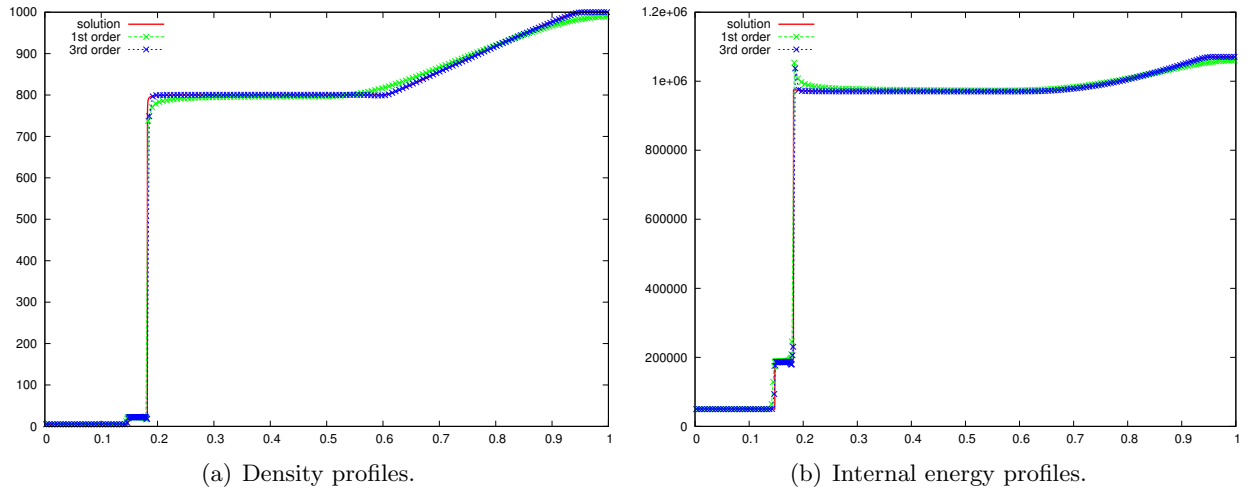 solution
1st order
3rd order
1000
900
800
700
600
500
400
300
200
100
0
0 0.1 0.2 0.3 0.4 0.5 0.6 0.7 0.8 0.9 1
(a) Density profiles.
solution
1st order
3rd order
1.2e+06
1e+06
800000
600000
400000
200000
0
0 0.1 0.2 0.3 0.4 0.5 0.6 0.7 0.8 0.9 1
(b) Internal energy profiles.